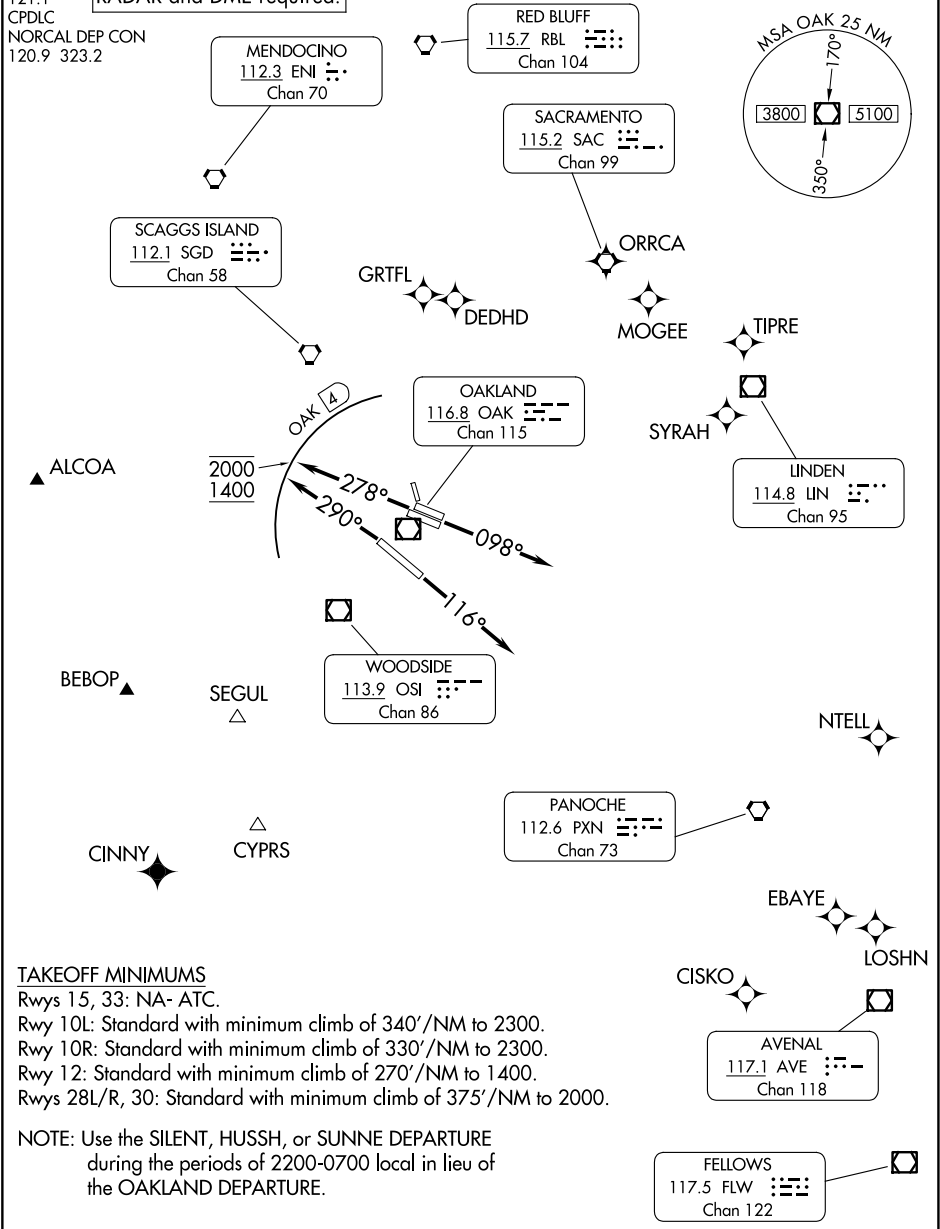 121.1
CPDLC
NORCAL DEP CON
120.9 323.2
RADAR and DME required.
RED BLUFF
115.7 RBL
Chan 104
MENDOCINO
112.3 ENI
Chan 70
MSA OAK 25 NM
170°
3800
5100
350°
SACRAMENTO
115.2 SAC
Chan 99
SCAGGS ISLAND
112.1 SGD
Chan 58
ORRCA
GRTFL
DEDHD
MOGEE
TIPRE
OAKLAND
116.8 OAK
Chan 115
OAK 4
SYRAH
ALCOA
2000
1400
278°
290°
098°
116°
LINDEN
114.8 LIN
Chan 95
WOODSIDE
113.9 OSI
Chan 86
BEBOP
SEGUL
NTELL
PANOCHE
112.6 PXN
Chan 73
CINNY
CYPRS
EBAYE
LOSHN
CISKO
AVENAL
117.1 AVE
Chan 118
TAKEOFF MINIMUMS
Rwys 15, 33: NA- ATC.
Rwy 10L: Standard with minimum climb of 340'/NM to 2300.
Rwy 10R: Standard with minimum climb of 330'/NM to 2300.
Rwy 12: Standard with minimum climb of 270'/NM to 1400.
Rwys 28L/R, 30: Standard with minimum climb of 375'/NM to 2000.
NOTE: Use the SILENT, HUSSH, or SUNNE DEPARTURE
during the periods of 2200-0700 local in lieu of
the OAKLAND DEPARTURE.
FELLOWS
117.5 FLW
Chan 122